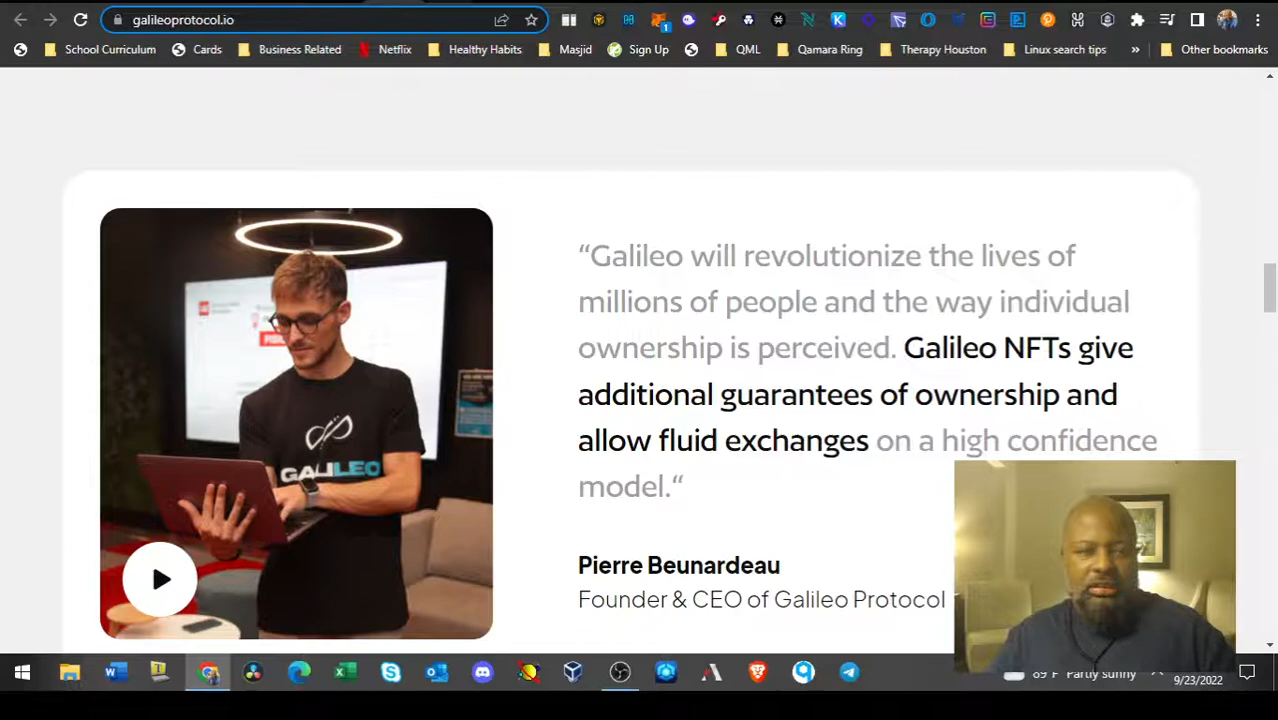 galileoprotocol.io
School Curriculum
Cards
Business Related
Netflix
Healthy Habits
Masjid
Sign Up
QML
Qamara Ring
Therapy Houston
Linux search tips
»
Other bookmarks
“Galileo will revolutionize the lives of
millions of people and the way individual
ownership is perceived. Galileo NFTs give
additional guarantees of ownership and
allow fluid exchanges on a high confidence
model.“
GALILEO
Pierre Beunardeau
Founder & CEO of Galileo Protocol
89°F Partly sunny
9/23/2022